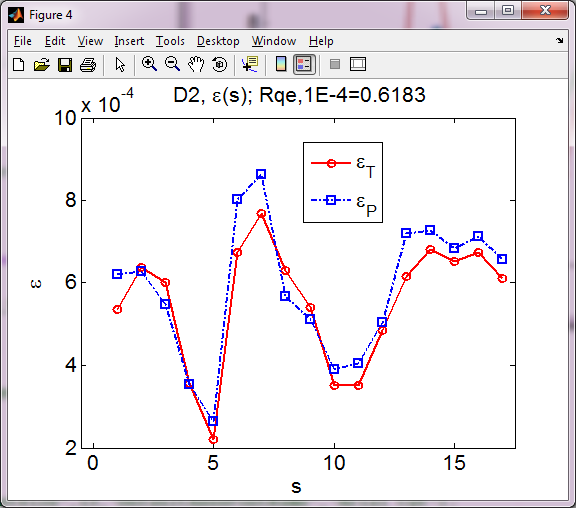 Figure 4
File Edit View Insert Tools Desktop Window Help
D2, ε(s); Rqe,1E-4=0.6183
x 10-4
10
8
6
4
2
ε
εT
εP
0 5 10 15
s